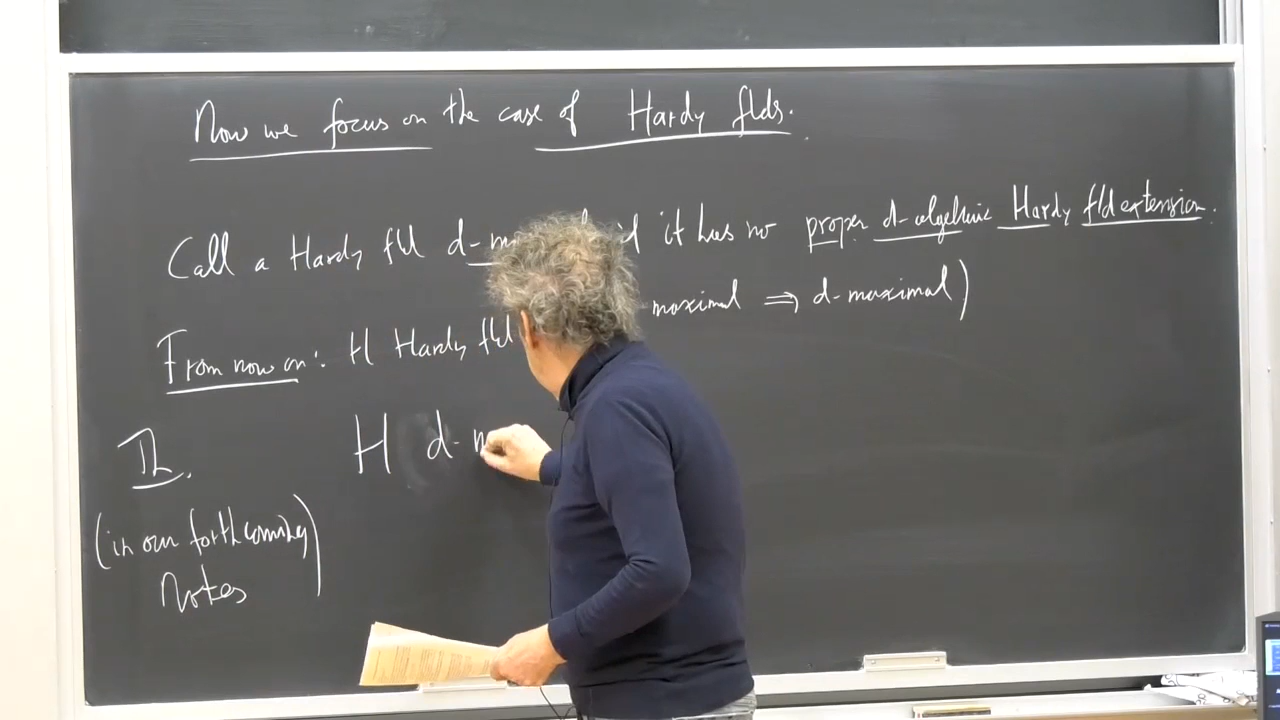 Now we focus on the case of Hardy flds.
Call a Hardy fld d-m it has no proper d-algebraic Hardy fld extension.
maximal ⇒ d-maximal)
From now on: H Hardy fld
Th. H d-m
(in our forthcoming
Notes)